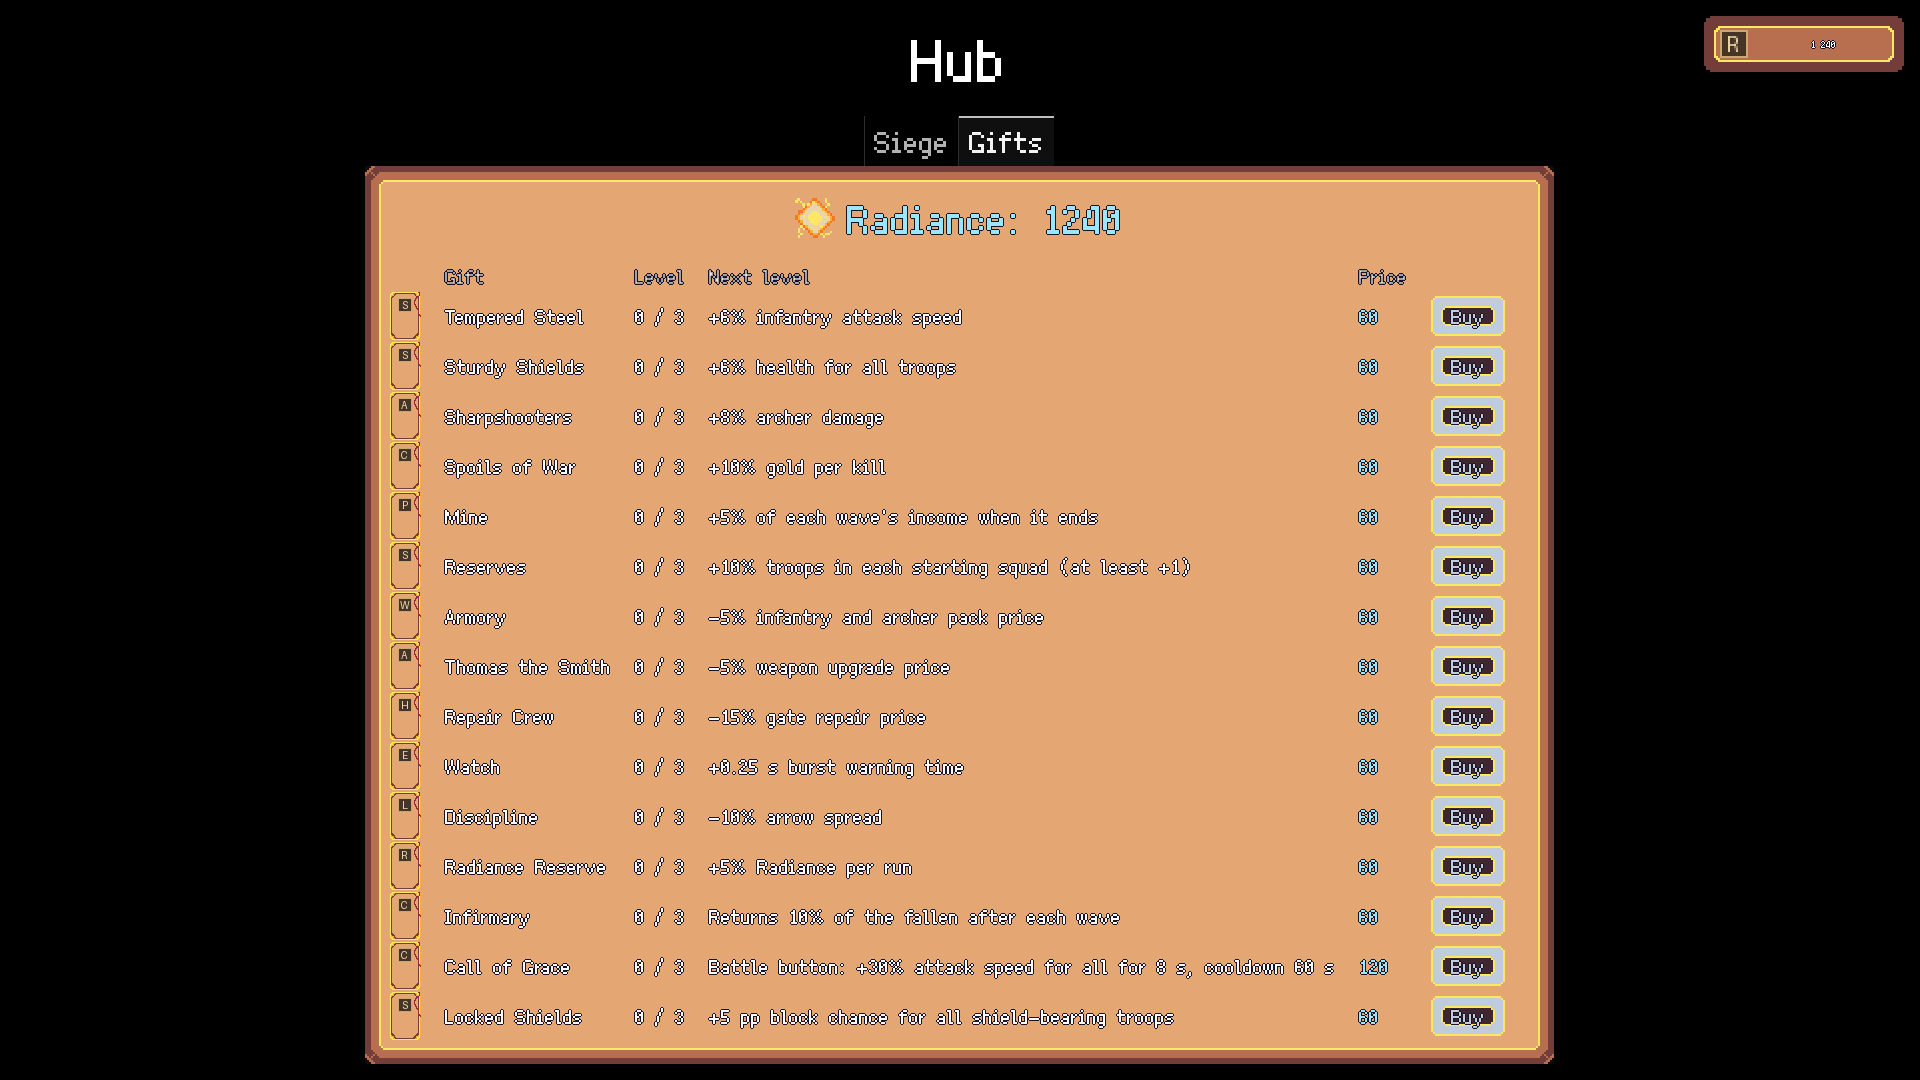 Hub
R 1 240
Siege Gifts
Radiance: 1240
Gift Level Next level Price
S Tempered Steel 0 / 3 +6% infantry attack speed 60 Buy
S Sturdy Shields 0 / 3 +6% health for all troops 60 Buy
A Sharpshooters 0 / 3 +8% archer damage 60 Buy
C Spoils of War 0 / 3 +10% gold per kill 60 Buy
P Mine 0 / 3 +5% of each wave's income when it ends 60 Buy
S Reserves 0 / 3 +10% troops in each starting squad (at least +1) 60 Buy
W Armory 0 / 3 -5% infantry and archer pack price 60 Buy
A Thomas the Smith 0 / 3 -5% weapon upgrade price 60 Buy
H Repair Crew 0 / 3 -15% gate repair price 60 Buy
E Watch 0 / 3 +0.25 s burst warning time 60 Buy
L Discipline 0 / 3 -10% arrow spread 60 Buy
R Radiance Reserve 0 / 3 +5% Radiance per run 60 Buy
C Infirmary 0 / 3 Returns 10% of the fallen after each wave 60 Buy
C Call of Grace 0 / 3 Battle button: +30% attack speed for all for 8 s, cooldown 60 s 120 Buy
S Locked Shields 0 / 3 +5 pp block chance for all shield-bearing troops 60 Buy